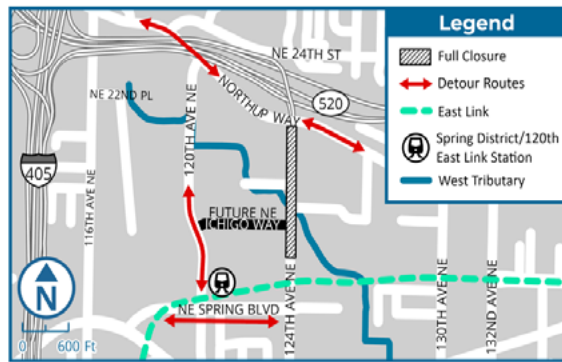 Legend
Full Closure
Detour Routes
East Link
Spring District/120th
East Link Station
West Tributary
NE 24TH ST
NORTHUP WAY
520
NE 22ND PL
120TH AVE NE
405
116TH AVE NE
FUTURE NE
ICHIGO WAY
124TH AVE NE
NE SPRING BLVD
130TH AVE NE
132ND AVE NE
N
0 600 Ft